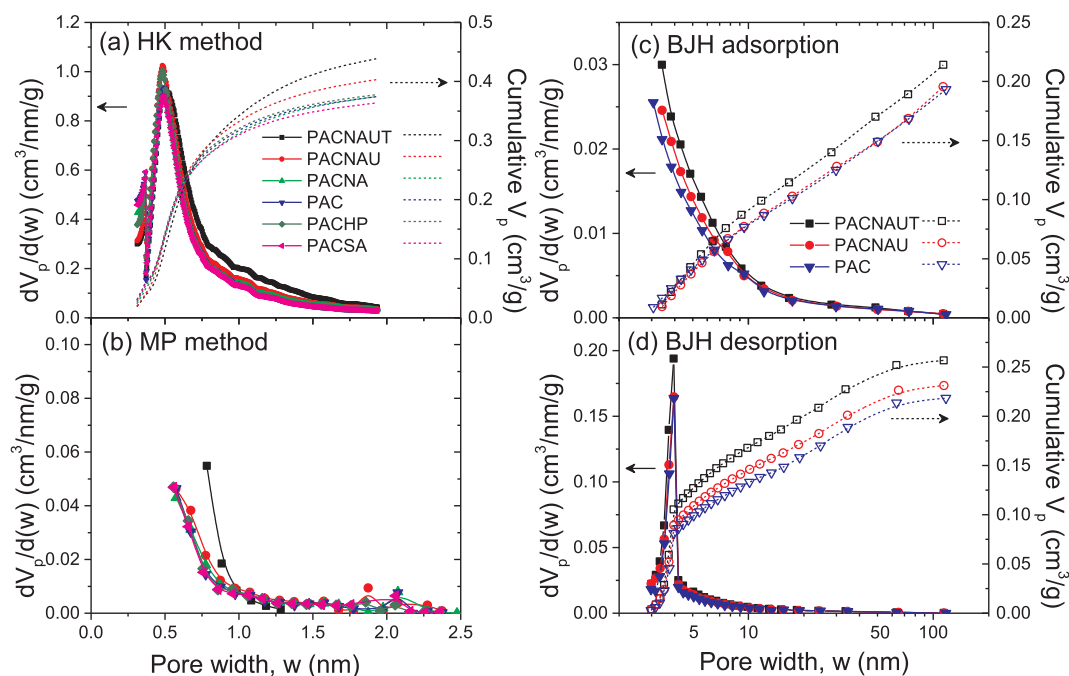 (a) HK method
1.2
1.0
0.8
0.6
0.4
0.2
0.0
dVₚ/d(w) (cm³/nm/g)
0.5
0.4
0.3
0.2
0.1
0.0
Cumulative Vₚ (cm³/g)
PACNAUT
PACNAU
PACNA
PAC
PACHP
PACSA
(b) MP method
0.10
0.08
0.06
0.04
0.02
0.00
dVₚ/d(w) (cm³/nm/g)
0.0 0.5 1.0 1.5 2.0 2.5
Pore width, w (nm)
(c) BJH adsorption
0.03
0.02
0.01
0.00
dVₚ/d(w) (cm³/nm/g)
0.25
0.20
0.15
0.10
0.05
0.00
Cumulative Vₚ (cm³/g)
PACNAUT
PACNAU
PAC
(d) BJH desorption
0.20
0.15
0.10
0.05
0.00
dVₚ/d(w) (cm³/nm/g)
0.25
0.20
0.15
0.10
0.05
0.00
Cumulative Vₚ (cm³/g)
4 5 10 50 100
Pore width, w (nm)